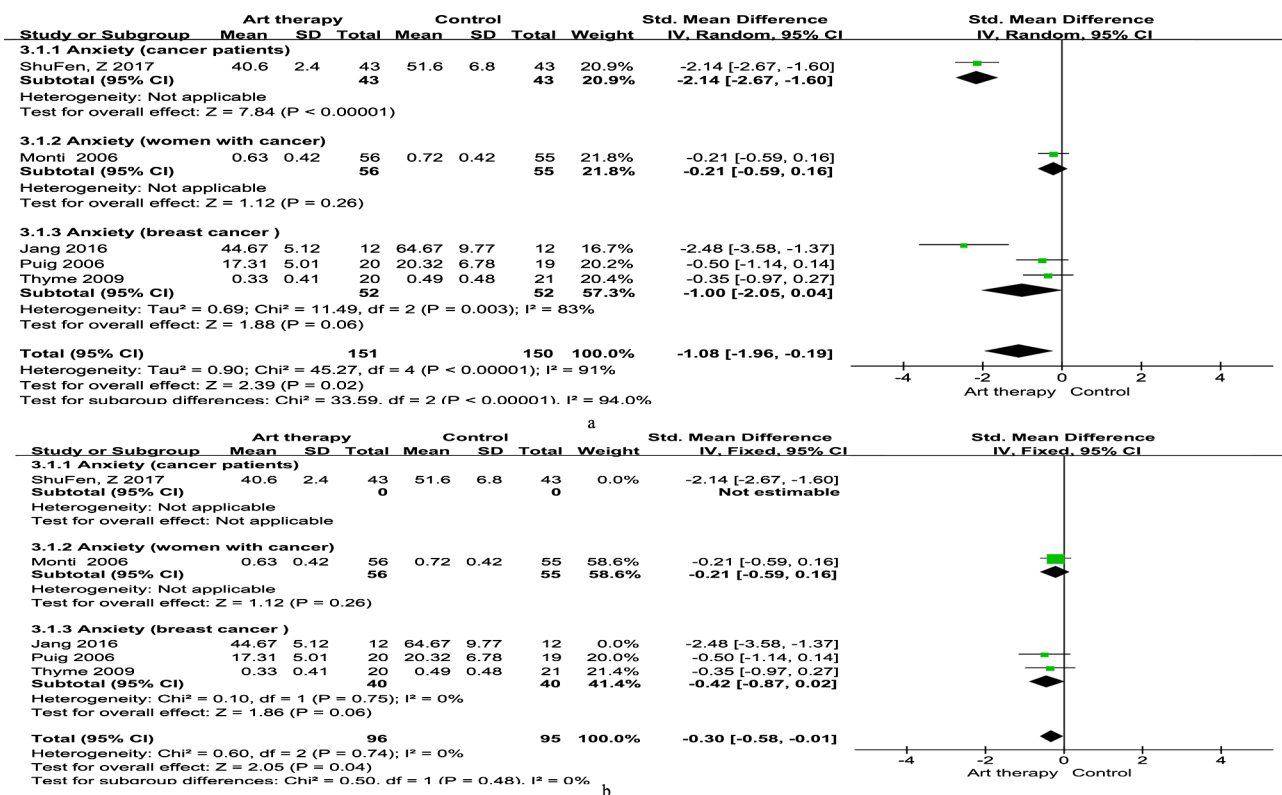 Art therapy Control Std. Mean Difference Std. Mean Difference
Study or Subgroup Mean SD Total Mean SD Total Weight IV, Random, 95% CI IV, Random, 95% CI
3.1.1 Anxiety (cancer patients)
ShuFen, Z 2017 40.6 2.4 43 51.6 6.8 43 20.9% -2.14 [-2.67, -1.60]
Subtotal (95% CI) 43 43 20.9% -2.14 [-2.67, -1.60]
Heterogeneity: Not applicable
Test for overall effect: Z = 7.84 (P < 0.00001)
3.1.2 Anxiety (women with cancer)
Monti 2006 0.63 0.42 56 0.72 0.42 55 21.8% -0.21 [-0.59, 0.16]
Subtotal (95% CI) 56 55 21.8% -0.21 [-0.59, 0.16]
Heterogeneity: Not applicable
Test for overall effect: Z = 1.12 (P = 0.26)
3.1.3 Anxiety (breast cancer )
Jang 2016 44.67 5.12 12 64.67 9.77 12 16.7% -2.48 [-3.58, -1.37]
Puig 2006 17.31 5.01 20 20.32 6.78 19 20.2% -0.50 [-1.14, 0.14]
Thyme 2009 0.33 0.41 20 0.49 0.48 21 20.4% -0.35 [-0.97, 0.27]
Subtotal (95% CI) 52 52 57.3% -1.00 [-2.05, 0.04]
Heterogeneity: Tau² = 0.69; Chi² = 11.49, df = 2 (P = 0.003); I² = 83%
Test for overall effect: Z = 1.88 (P = 0.06)
Total (95% CI) 151 150 100.0% -1.08 [-1.96, -0.19]
Heterogeneity: Tau² = 0.90; Chi² = 45.27, df = 4 (P < 0.00001); I² = 91%
Test for overall effect: Z = 2.39 (P = 0.02)
Test for subgroup differences: Chi² = 33.59. df = 2 (P < 0.00001). I² = 94.0%
-4 -2 0 2 4
Art therapy Control
a
Art therapy Control Std. Mean Difference Std. Mean Difference
Study or Subgroup Mean SD Total Mean SD Total Weight IV, Fixed, 95% CI IV, Fixed, 95% CI
3.1.1 Anxiety (cancer patients)
ShuFen, Z 2017 40.6 2.4 43 51.6 6.8 43 0.0% -2.14 [-2.67, -1.60]
Subtotal (95% CI) 0 0 Not estimable
Heterogeneity: Not applicable
Test for overall effect: Not applicable
3.1.2 Anxiety (women with cancer)
Monti 2006 0.63 0.42 56 0.72 0.42 55 58.6% -0.21 [-0.59, 0.16]
Subtotal (95% CI) 56 55 58.6% -0.21 [-0.59, 0.16]
Heterogeneity: Not applicable
Test for overall effect: Z = 1.12 (P = 0.26)
3.1.3 Anxiety (breast cancer )
Jang 2016 44.67 5.12 12 64.67 9.77 12 0.0% -2.48 [-3.58, -1.37]
Puig 2006 17.31 5.01 20 20.32 6.78 19 20.0% -0.50 [-1.14, 0.14]
Thyme 2009 0.33 0.41 20 0.49 0.48 21 21.4% -0.35 [-0.97, 0.27]
Subtotal (95% CI) 40 40 41.4% -0.42 [-0.87, 0.02]
Heterogeneity: Chi² = 0.10, df = 1 (P = 0.75); I² = 0%
Test for overall effect: Z = 1.86 (P = 0.06)
Total (95% CI) 96 95 100.0% -0.30 [-0.58, -0.01]
Heterogeneity: Chi² = 0.60, df = 2 (P = 0.74); I² = 0%
Test for overall effect: Z = 2.05 (P = 0.04)
Test for subgroup differences: Chi² = 0.50. df = 1 (P = 0.48). I² = 0%
-4 -2 0 2 4
Art therapy Control
b